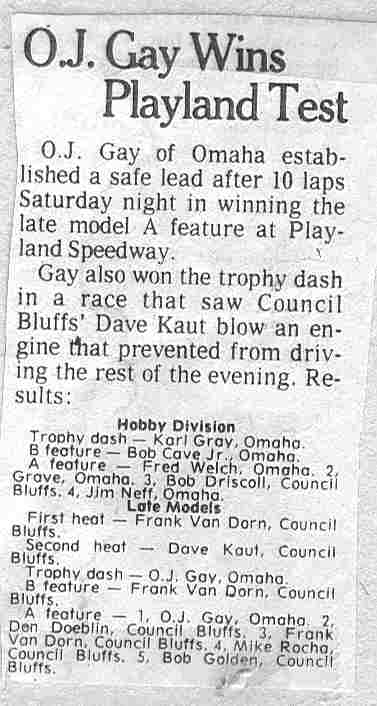 O.J. Gay Wins
Playland Test
O.J. Gay of Omaha estab-
lished a safe lead after 10 laps
Saturday night in winning the
late model A feature at Play-
land Speedway.
Gay also won the trophy dash
in a race that saw Council
Bluffs' Dave Kaut blow an en-
gine that prevented from driv-
ing the rest of the evening. Re-
sults:
Hobby Division
Trophy dash — Karl Gray, Omaha.
B feature — Bob Cave Jr., Omaha.
A feature — Fred Welch, Omaha. 2,
Grave, Omaha. 3, Bob Driscoll, Council
Bluffs. 4, Jim Neff, Omaha.
Late Models
First heat — Frank Van Dorn, Council
Bluffs.
Second heat — Dave Kaut, Council
Bluffs.
Trophy dash — O.J. Gay, Omaha.
B feature — Frank Van Dorn, Council
Bluffs.
A feature — 1, O.J. Gay, Omaha. 2,
Don Doeblin, Council Bluffs. 3, Frank
Van Dorn, Council Bluffs. 4, Mike Rocha,
Council Bluffs. 5, Bob Golden, Council
Bluffs.